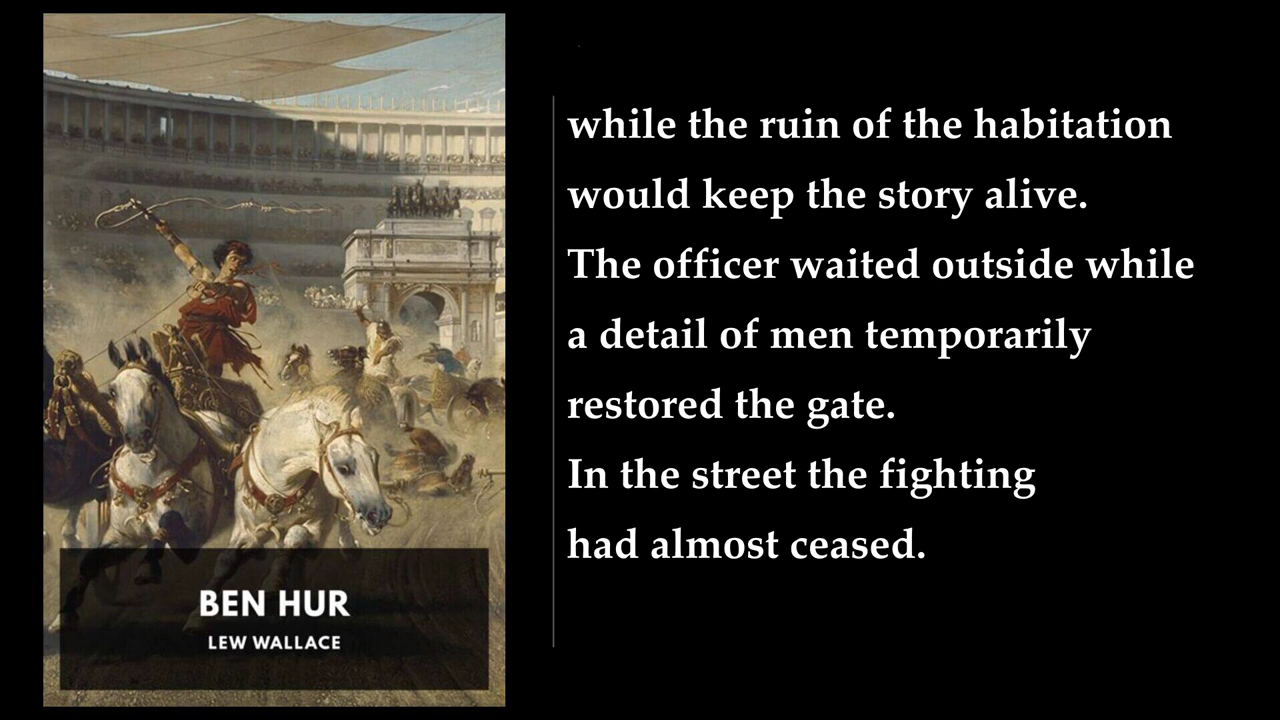 BEN HUR
LEW WALLACE
while the ruin of the habitation
would keep the story alive.
The officer waited outside while
a detail of men temporarily
restored the gate.
In the street the fighting
had almost ceased.